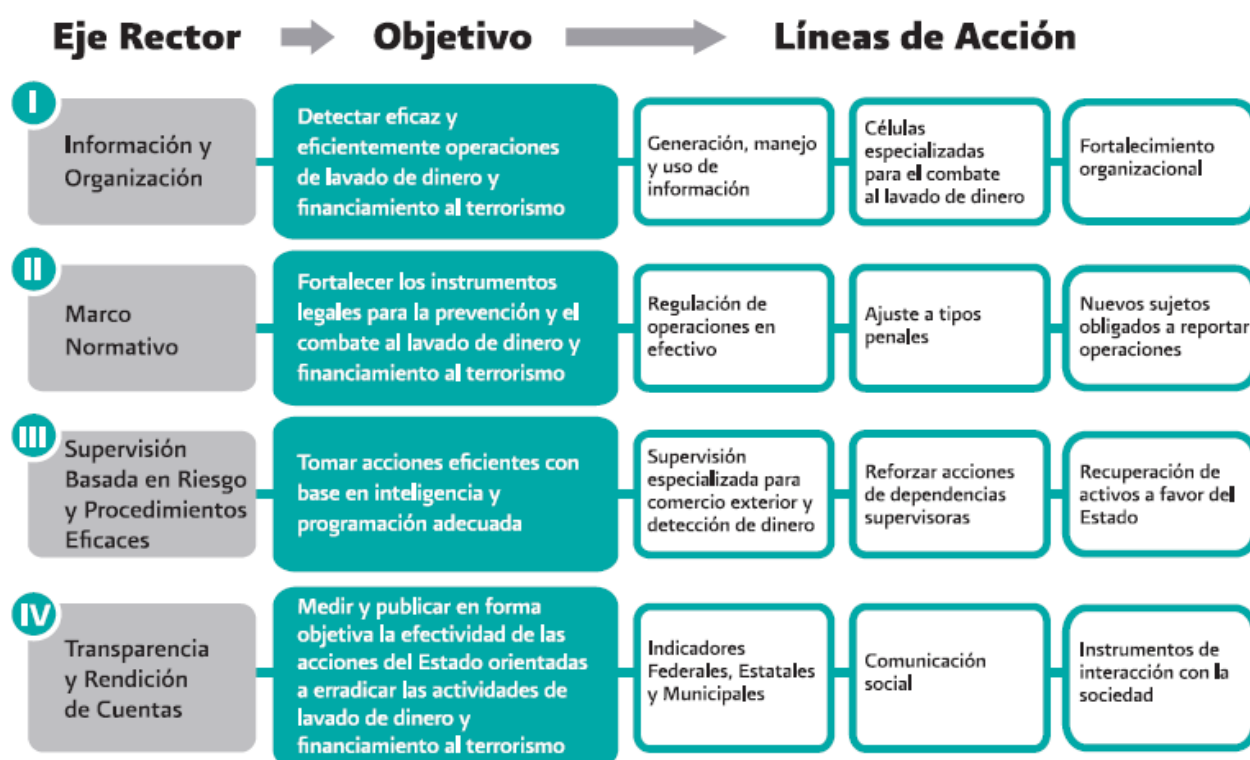 Eje Rector
Objetivo
Líneas de Acción
I
Información y
Organización
Detectar eficaz y
eficientemente operaciones
de lavado de dinero y
financiamiento al terrorismo
Generación, manejo
y uso de
información
Células
especializadas
para el combate
al lavado de dinero
Fortalecimiento
organizacional
II
Marco
Normativo
Fortalecer los instrumentos
legales para la prevención y el
combate al lavado de dinero y
financiamiento al terrorismo
Regulación de
operaciones en
efectivo
Ajuste a tipos
penales
Nuevos sujetos
obligados a reportar
operaciones
III
Supervisión
Basada en Riesgo
y Procedimientos
Eficaces
Tomar acciones eficientes con
base en inteligencia y
programación adecuada
Supervisión
especializada para
comercio exterior y
detección de dinero
Reforzar acciones
de dependencias
supervisoras
Recuperación de
activos a favor del
Estado
IV
Transparencia
y Rendición
de Cuentas
Medir y publicar en forma
objetiva la efectividad de las
acciones del Estado orientadas
a erradicar las actividades de
lavado de dinero y
financiamiento al terrorismo
Indicadores
Federales, Estatales
y Municipales
Comunicación
social
Instrumentos de
interacción con la
sociedad